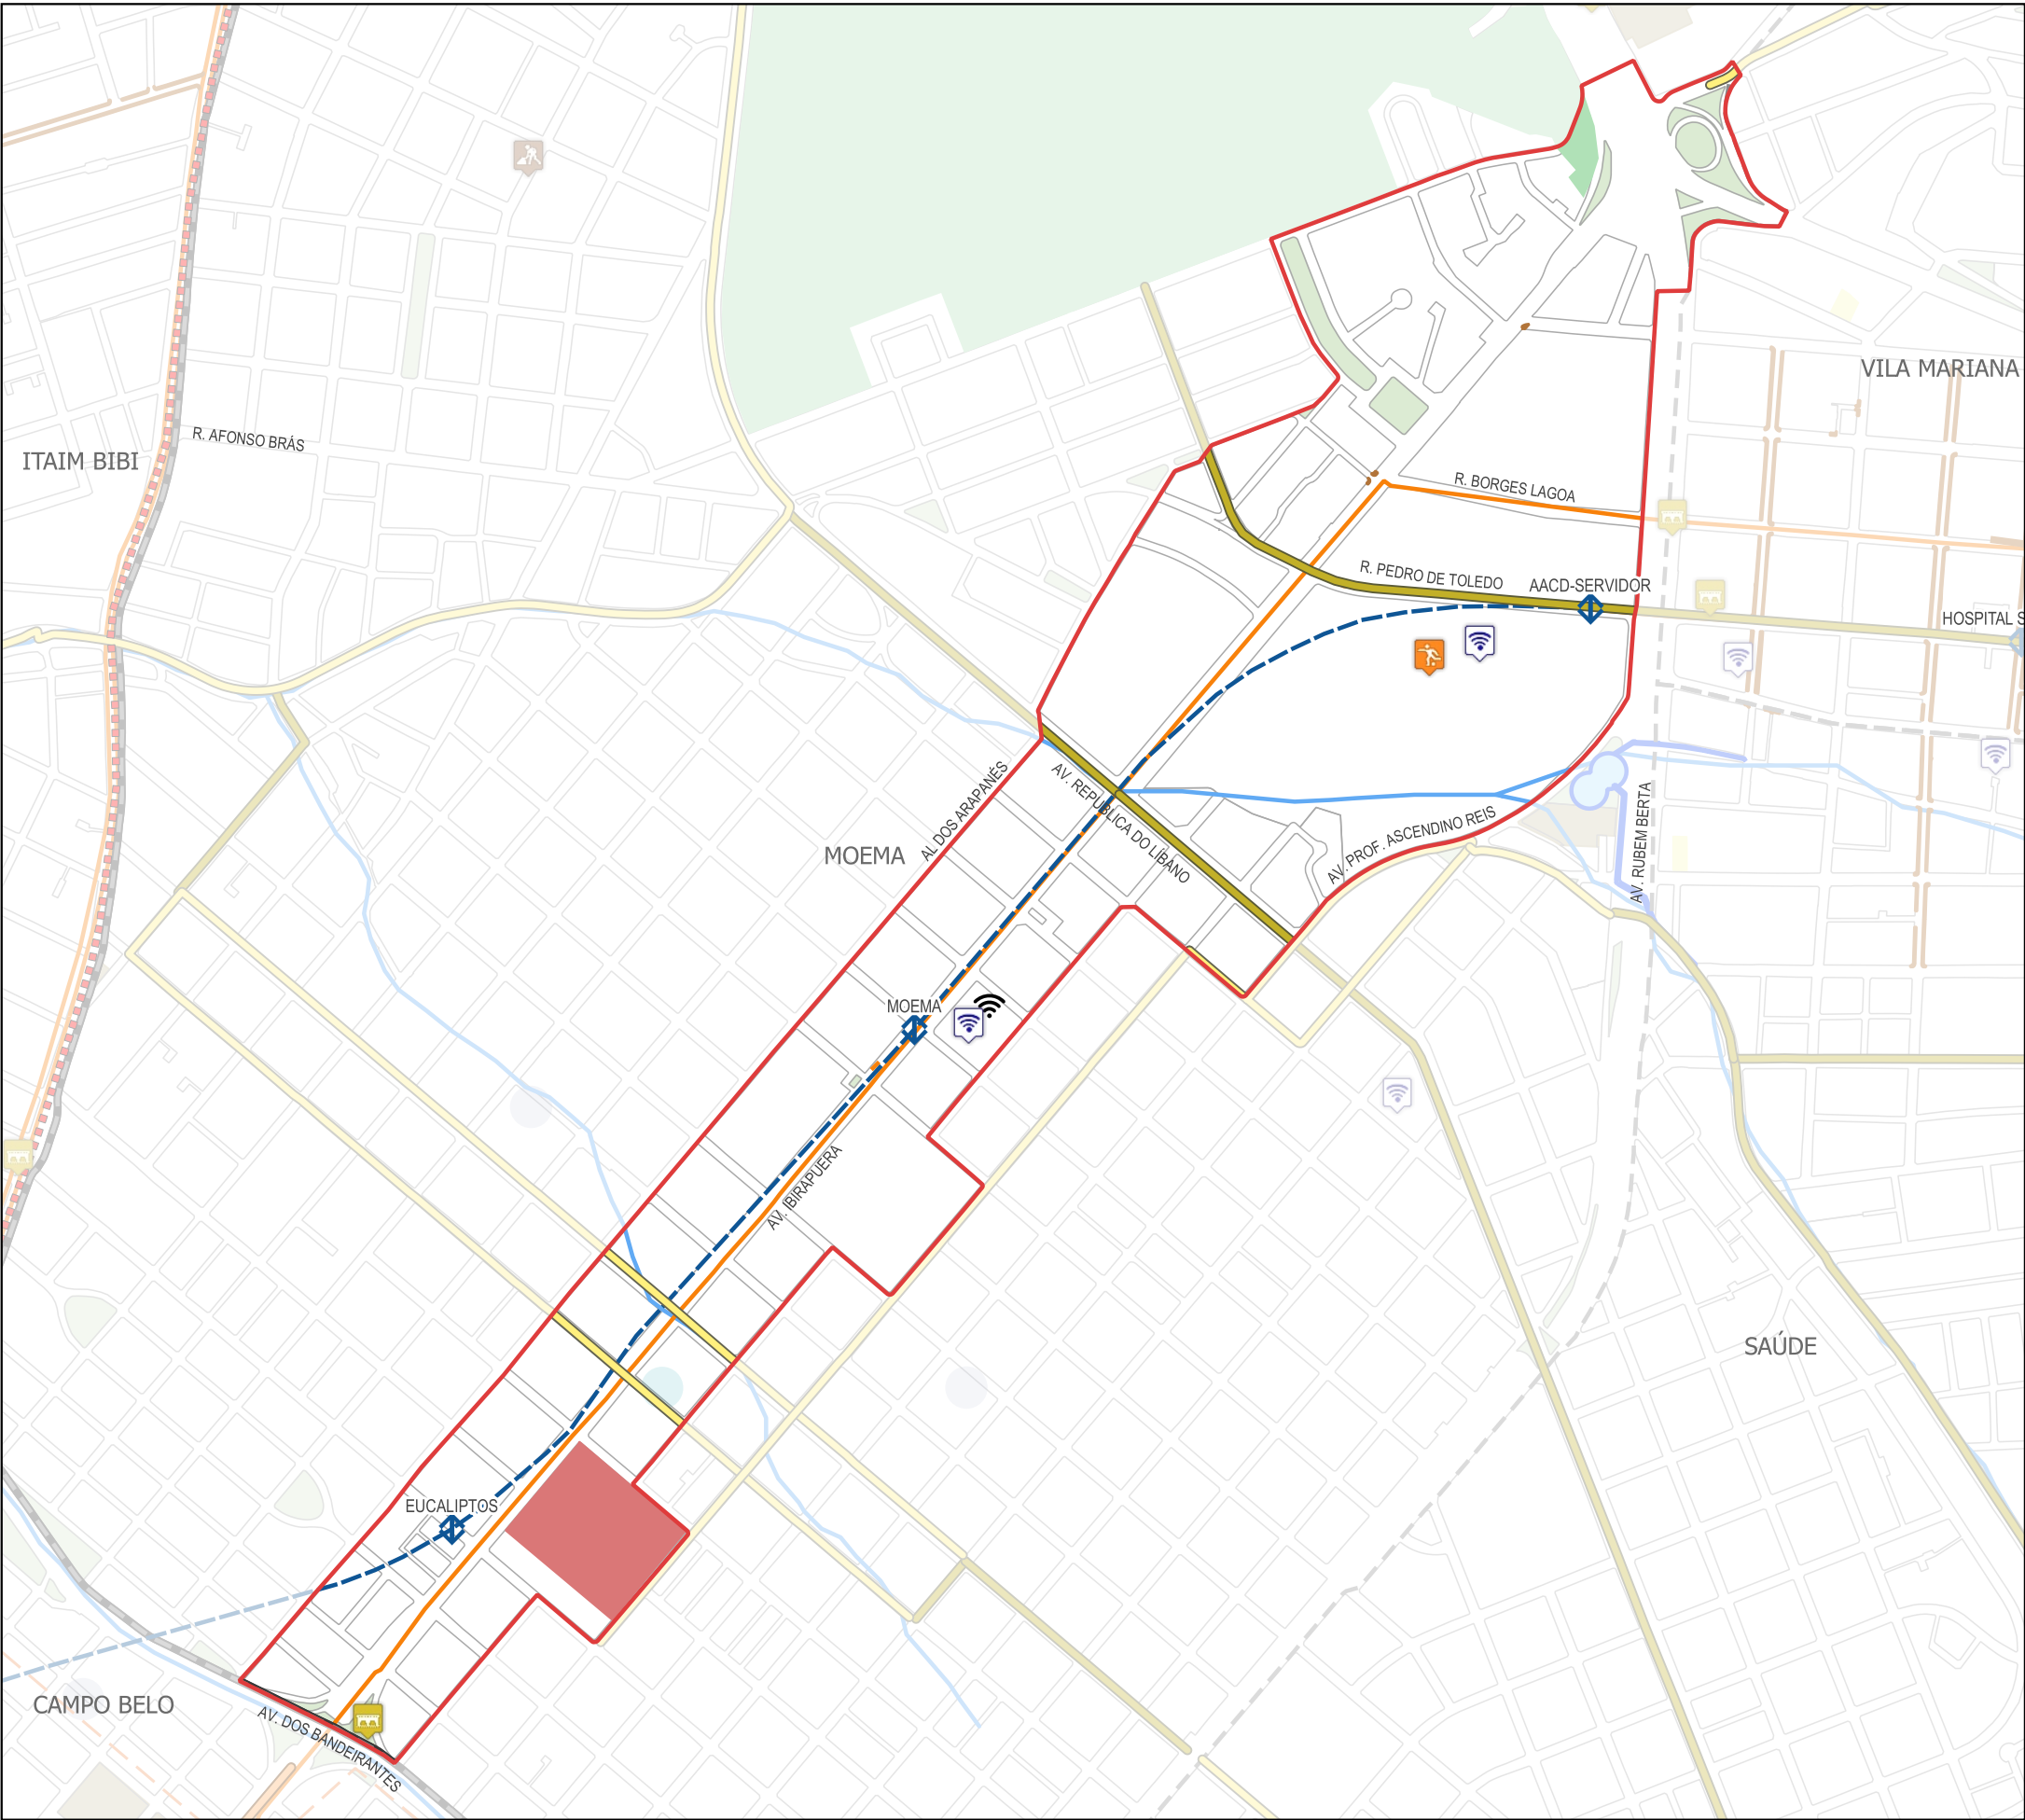 VILA MARIANA
R. AFONSO BRÁS
ITAIM BIBI
R. BORGES LAGOA
R. PEDRO DE TOLEDO
AACD-SERVIDOR
HOSPITAL S
AL DOS ARAPANÉS
AV. REPUBLICA DO LÍBANO
AV. PROF. ASCENDINO REIS
AV. RUBEM BERTA
MOEMA
MOEMA
AV. IBIRAPUERA
SAÚDE
EUCALIPTOS
CAMPO BELO
AV. DOS BANDEIRANTES